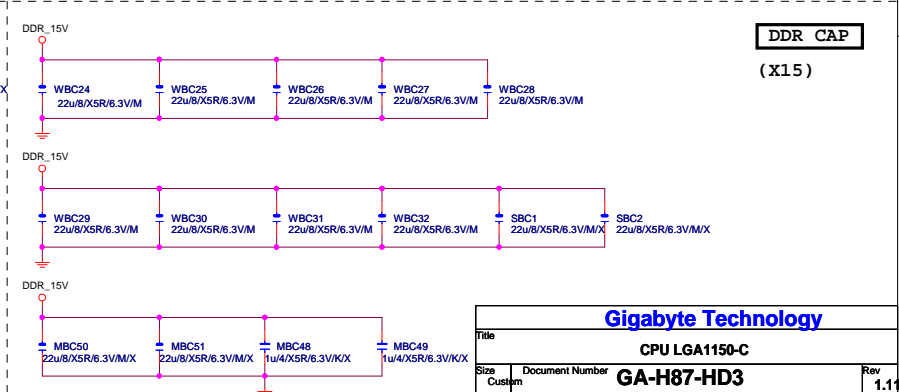 DDR_15V
DDR CAP
(X15)
X
WBC24
22u/8/X5R/6.3V/M
WBC25
22u/8/X5R/6.3V/M
WBC26
22u/8/X5R/6.3V/M
WBC27
22u/8/X5R/6.3V/M
WBC28
22u/8/X5R/6.3V/M
DDR_15V
WBC29
22u/8/X5R/6.3V/M
WBC30
22u/8/X5R/6.3V/M
WBC31
22u/8/X5R/6.3V/M
WBC32
22u/8/X5R/6.3V/M
SBC1
22u/8/X5R/6.3V/M/X
SBC2
22u/8/X5R/6.3V/M/X
DDR_15V
MBC50
22u/8/X5R/6.3V/M/X
MBC51
22u/8/X5R/6.3V/M/X
MBC48
1u/4/X5R/6.3V/K/X
MBC49
1u/4/X5R/6.3V/K/X
Gigabyte Technology
Title
CPU LGA1150-C
Size
Custom
Document Number
GA-H87-HD3
Rev
1.11